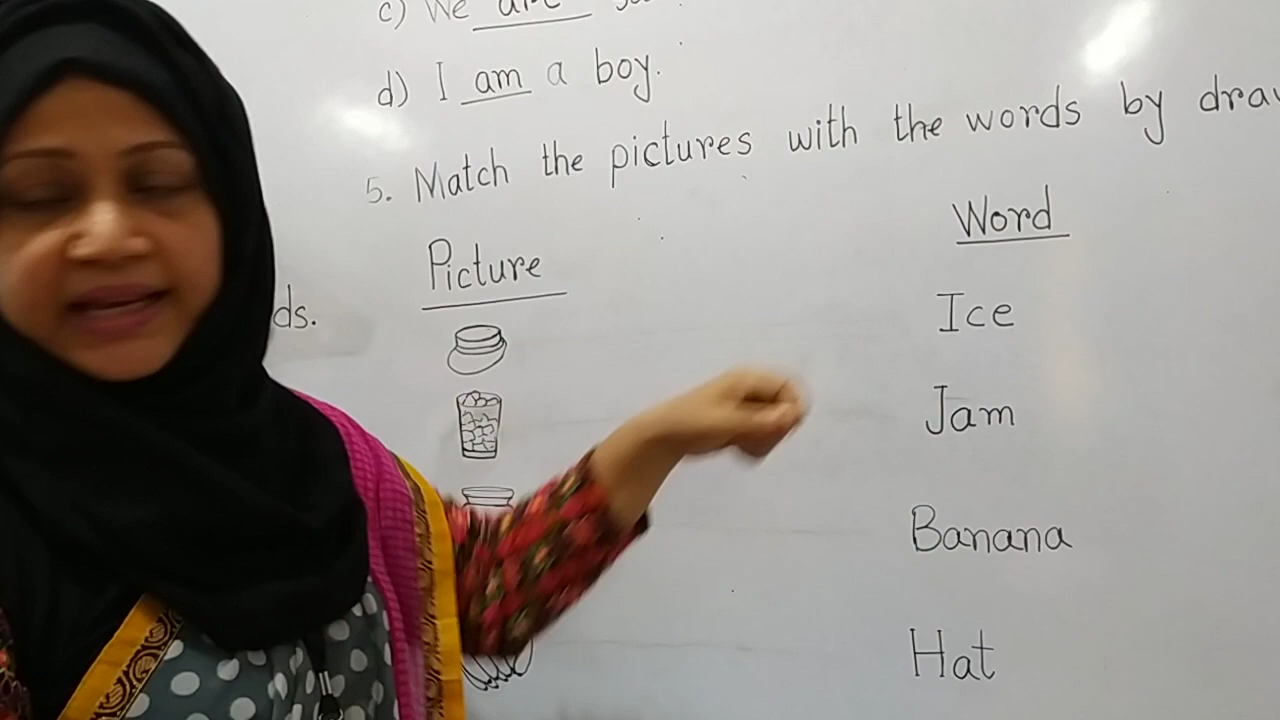 c) We are
d) I am a boy.
5. Match the pictures with the words by
ds.
Picture
Word
Ice
Jam
Banana
Hat